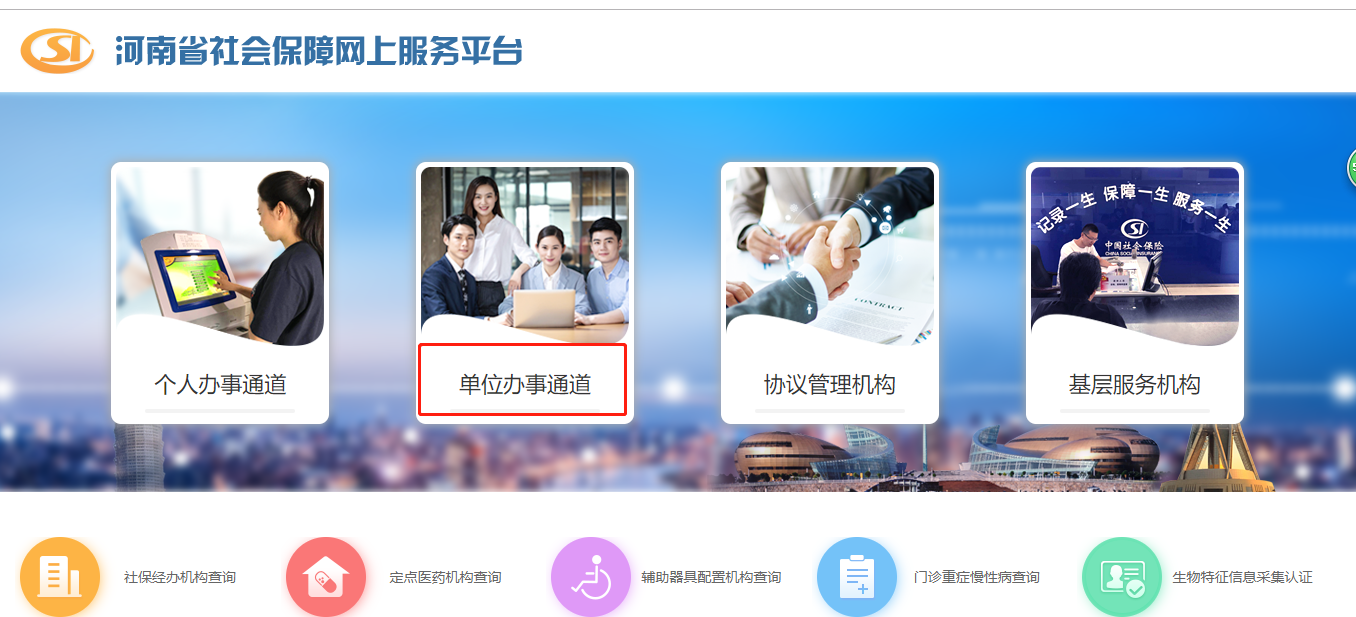 河南省社会保障网上服务平台
记录一生 保障一生 服务一生
中国社会保险
CHINA SOCIAL INSURANCE
CONTRACT
个人办事通道
单位办事通道
协议管理机构
基层服务机构
社保经办机构查询
定点医药机构查询
辅助器具配置机构查询
门诊重症慢性病查询
生物特征信息采集认证